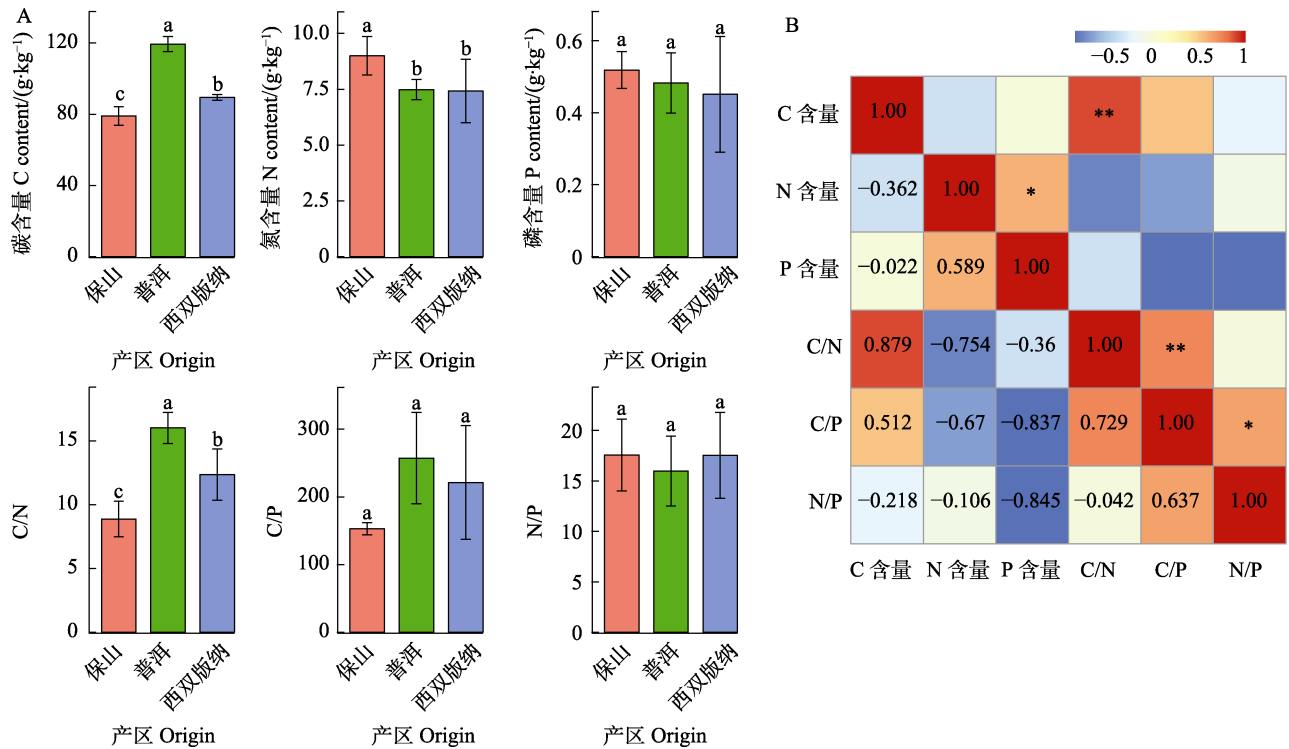 A
碳含量 C content/(g·kg⁻¹)
120
80
40
0
c
a
b
保山
普洱
西双版纳
产区 Origin
氮含量 N content/(g·kg⁻¹)
10.0
7.5
5.0
2.5
0
a
b
b
保山
普洱
西双版纳
产区 Origin
磷含量 P content/(g·kg⁻¹)
0.6
0.4
0.2
0
a
a
a
保山
普洱
西双版纳
产区 Origin
C/N
15
10
5
0
c
a
b
保山
普洱
西双版纳
产区 Origin
C/P
300
200
100
0
a
a
a
保山
普洱
西双版纳
产区 Origin
N/P
20
15
10
5
0
a
a
a
保山
普洱
西双版纳
产区 Origin
B
−0.5 0 0.5 1
C 含量 1.00 **
N 含量 −0.362 1.00 *
P 含量 −0.022 0.589 1.00
C/N 0.879 −0.754 −0.36 1.00 **
C/P 0.512 −0.67 −0.837 0.729 1.00 *
N/P −0.218 −0.106 −0.845 −0.042 0.637 1.00
C 含量 N 含量 P 含量 C/N C/P N/P